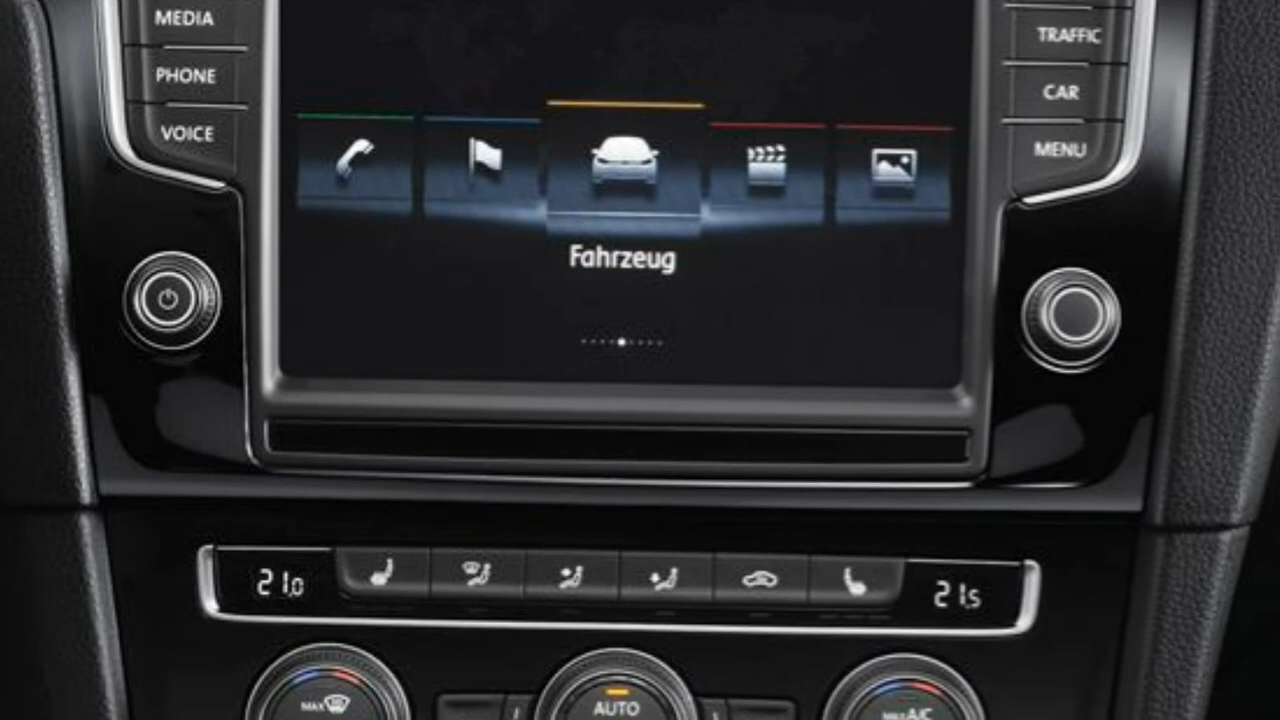 MEDIA
TRAFFIC
PHONE
CAR
VOICE
MENU
Fahrzeug
21.0
21.5
MAX
AUTO
MAX A/C